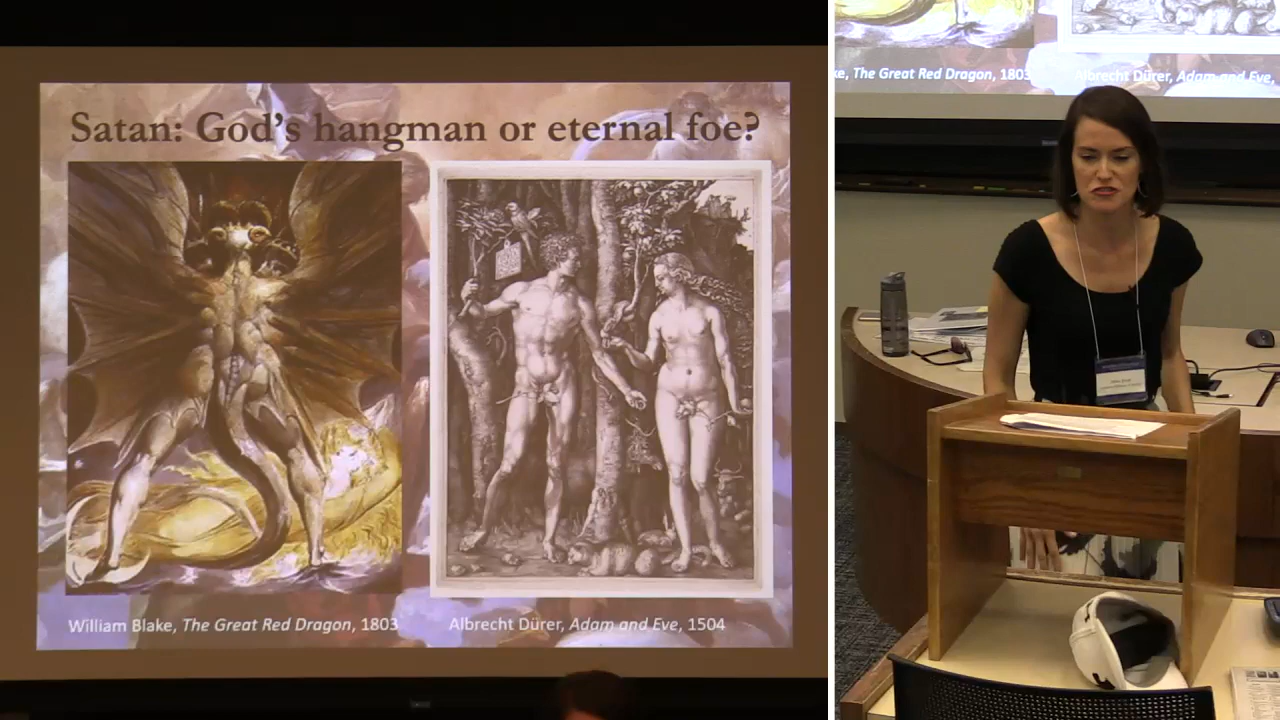 Satan: God's hangman or eternal foe?
William Blake, The Great Red Dragon, 1803
Albrecht Dürer, Adam and Eve, 1504
ke, The Great Red Dragon, 1803
Albrecht Dürer, Adam and Eve,